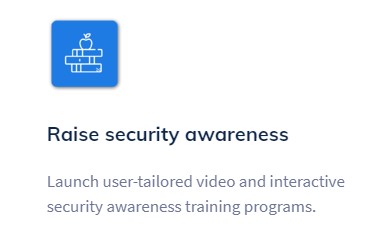 Raise security awareness
Launch user-tailored video and interactive
security awareness training programs.